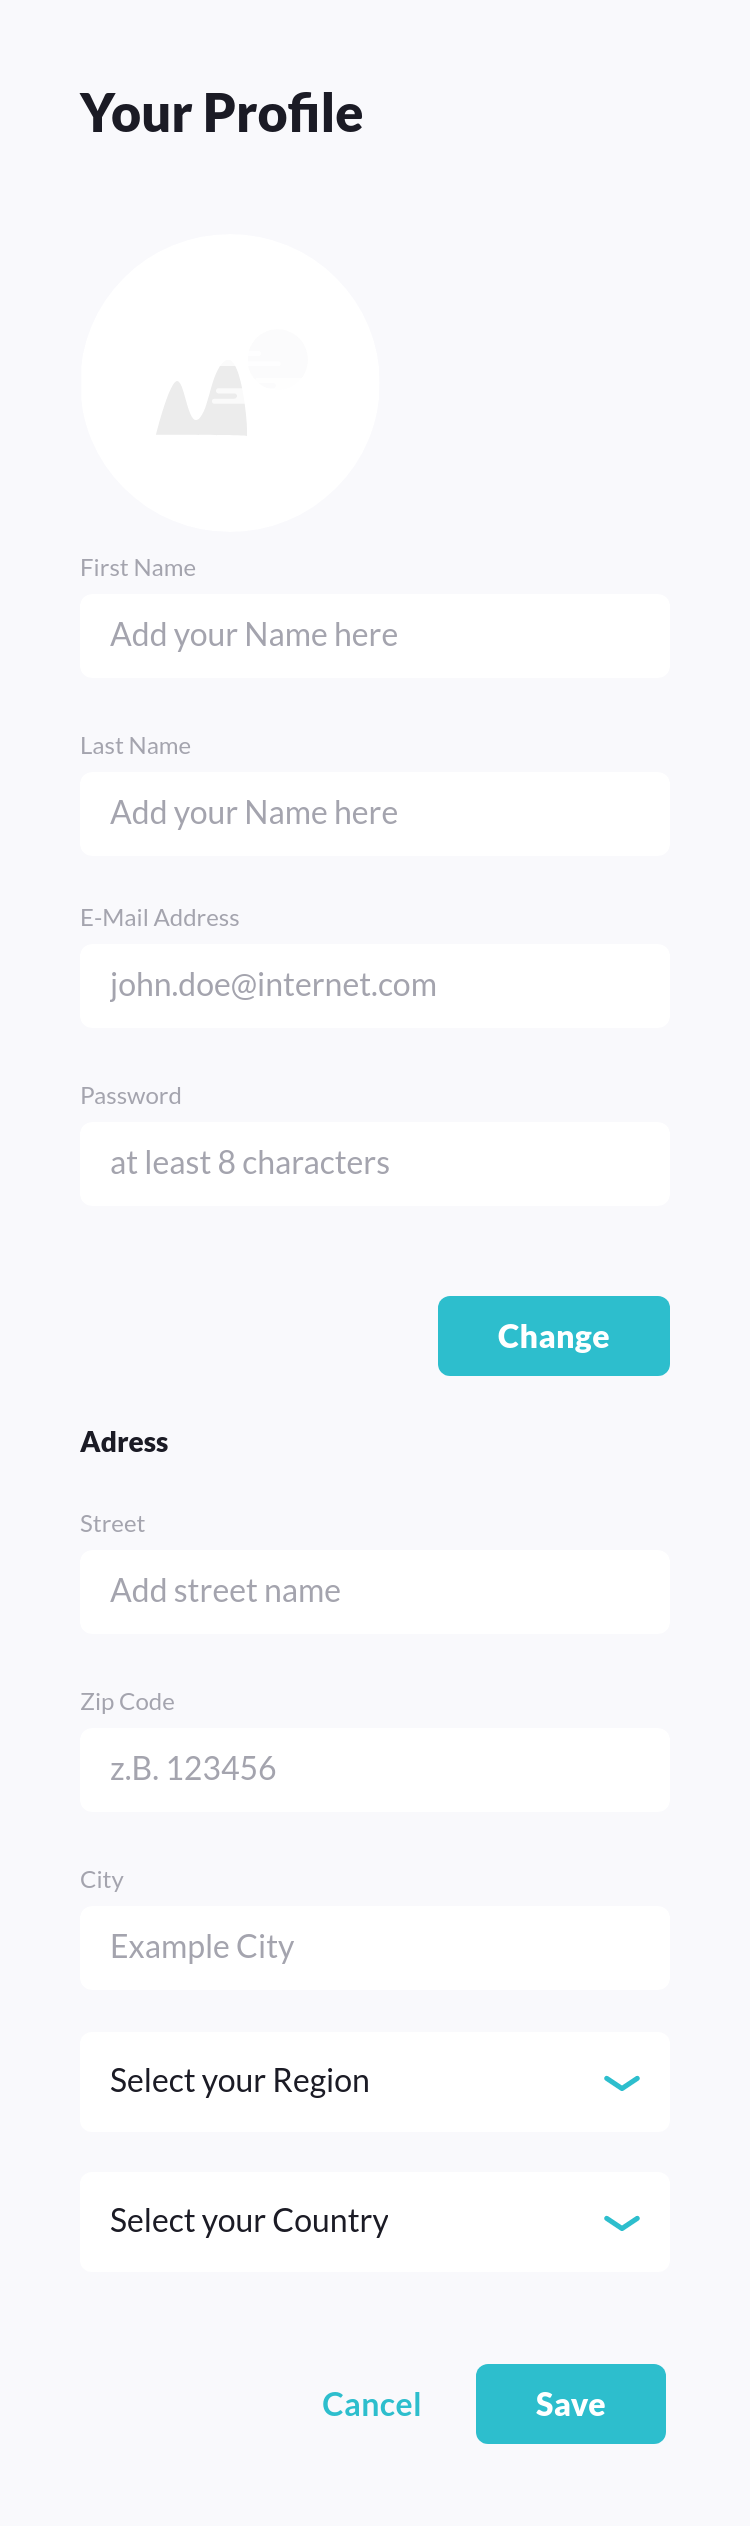 Your Profile
First Name
Add your Name here
Last Name
Add your Name here
E-Mail Address
john.doe@internet.com
Password
at least 8 characters
Change
Adress
Street
Add street name
Zip Code
z.B. 123456
City
Example City
Select your Region
Select your Country
Cancel
Save